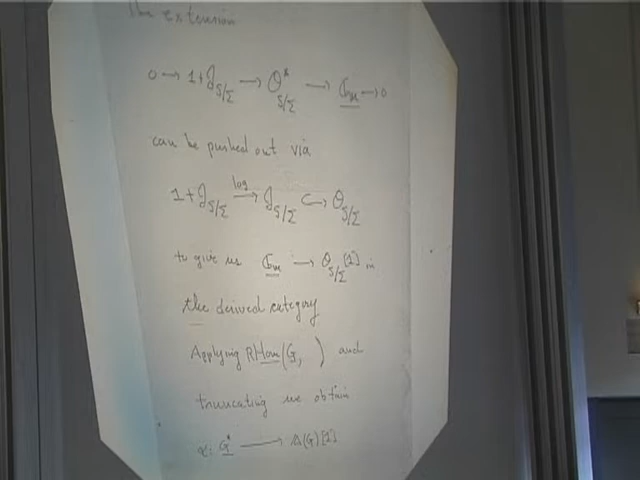 The extension
0 → 1+𝒥_{S/Σ} → 𝒪^*_{S/Σ} → G_m → 0
can be pushed out via
1+𝒥_{S/Σ} →^{log} 𝒥_{S/Σ} ↪ 𝒪_{S/Σ}
to give us G_m → 𝒪_{S/Σ}[1] in
the derived category
Applying RHom(G, ) and
truncating we obtain
α: G^* → 𝔻(G)[1]